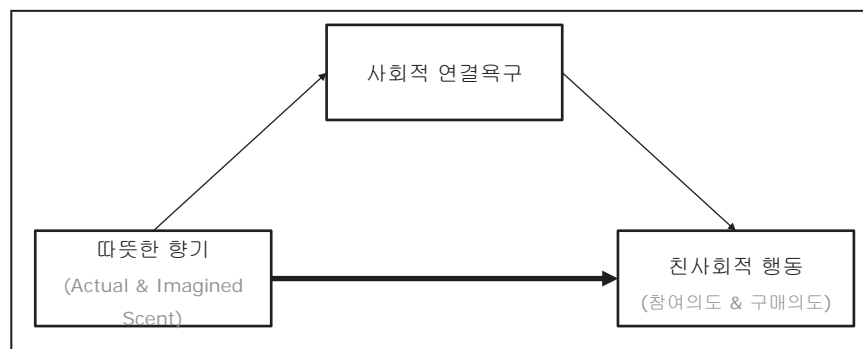 사회적 연결욕구
따뜻한 향기
(Actual & Imagined
Scent)
친사회적 행동
(참여의도 & 구매의도)